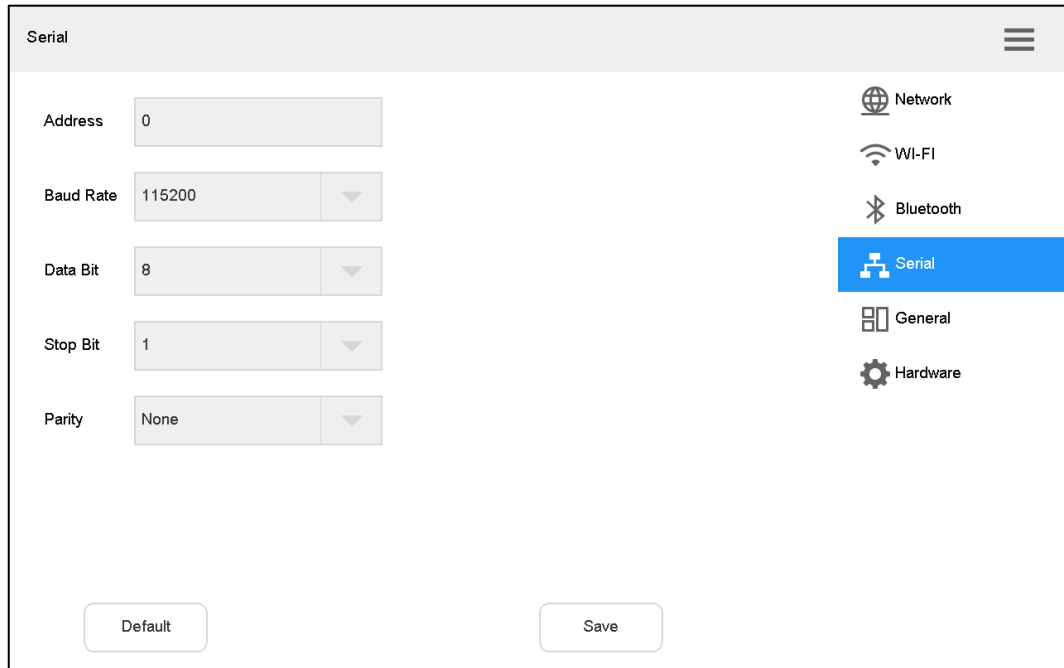 Serial
Address 0
Baud Rate 115200
Data Bit 8
Stop Bit 1
Parity None
Default Save
Network
WI-FI
Bluetooth
Serial
General
Hardware